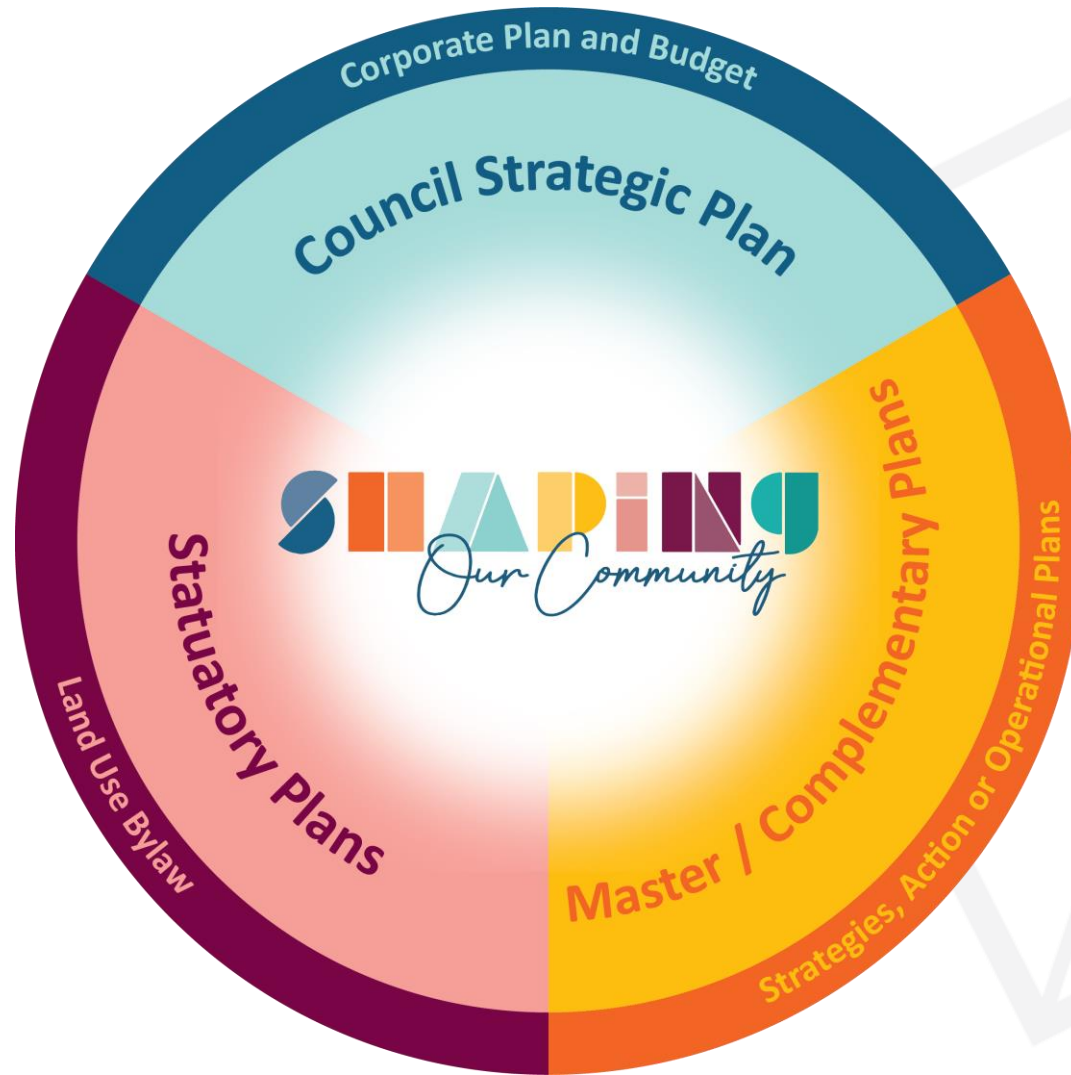 Corporate Plan and Budget
Council Strategic Plan
SHAPING
Our Community
Statuatory Plans
Land Use Bylaw
Master / Complementary Plans
Strategies, Action or Operational Plans